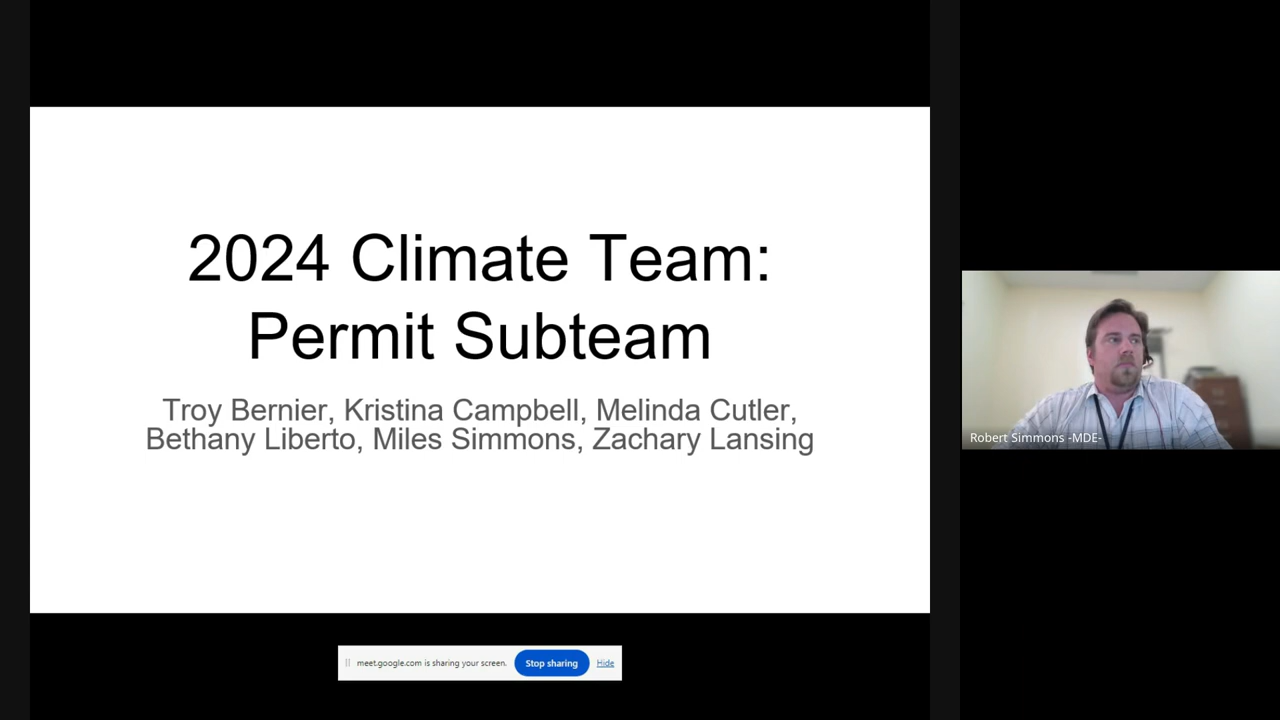 2024 Climate Team:
Permit Subteam
Troy Bernier, Kristina Campbell, Melinda Cutler,
Bethany Liberto, Miles Simmons, Zachary Lansing
Robert Simmons -MDE-
meet.google.com is sharing your screen. Stop sharing Hide